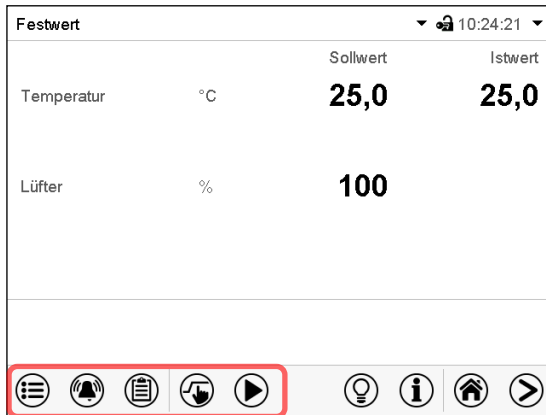 Festwert 10:24:21
Sollwert Istwert
Temperatur °C 25,0 25,0
Lüfter % 100